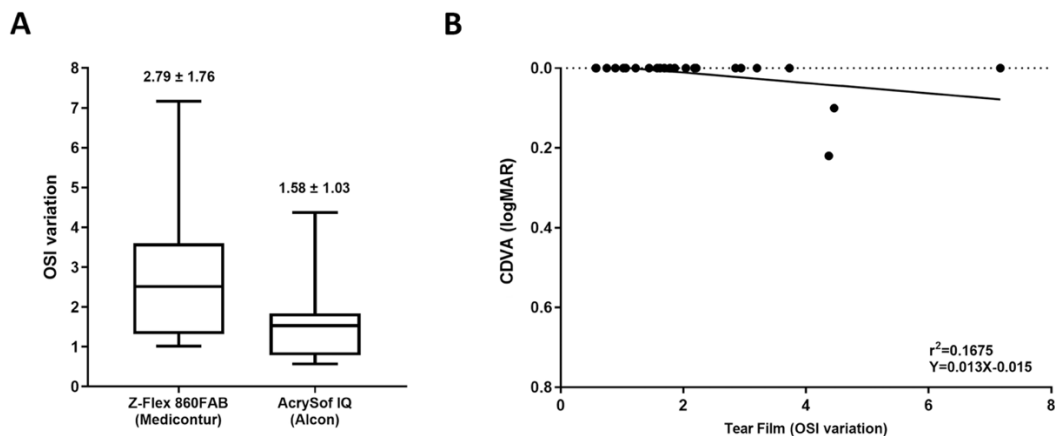 A
OSI variation
8
7
6
5
4
3
2
1
0
2.79 ± 1.76
1.58 ± 1.03
Z-Flex 860FAB
(Medicontur)
AcrySof IQ
(Alcon)
B
CDVA (logMAR)
0.0
0.2
0.4
0.6
0.8
r²=0.1675
Y=0.013X-0.015
0 2 4 6 8
Tear Film (OSI variation)